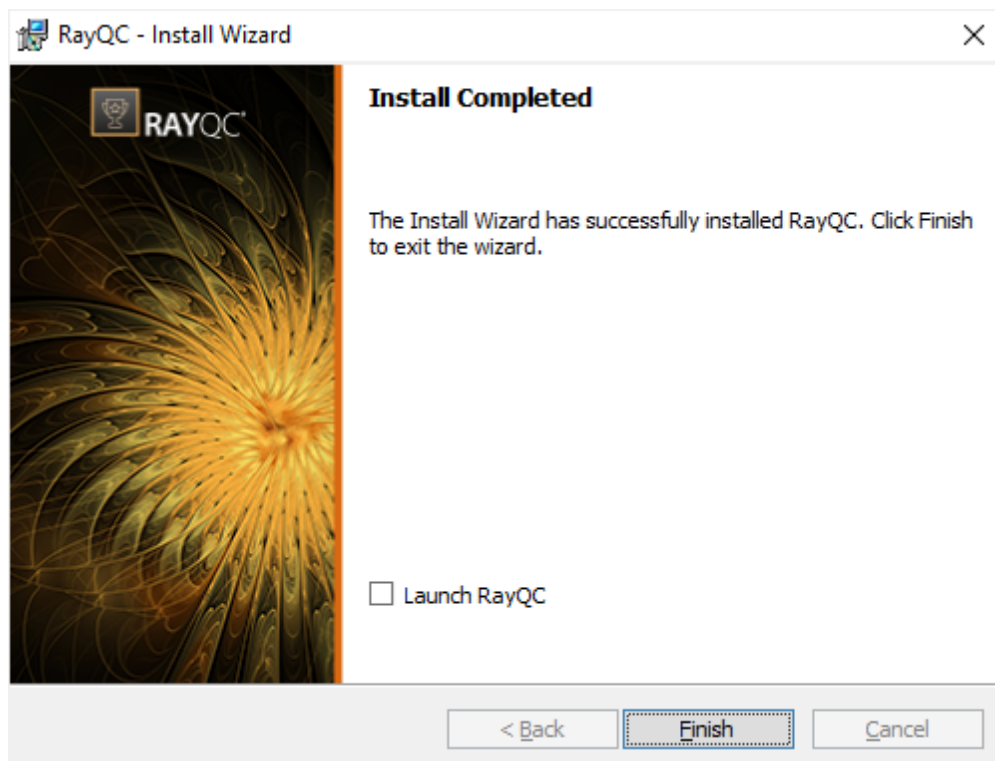 RayQC - Install Wizard
RAYQC®
Install Completed
The Install Wizard has successfully installed RayQC. Click Finish
to exit the wizard.
Launch RayQC
< Back
Finish
Cancel